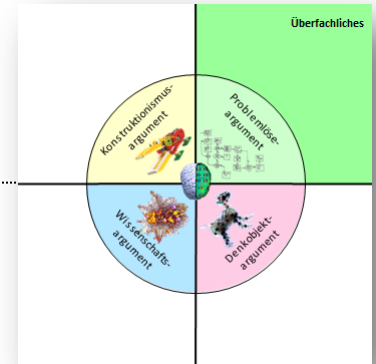 Überfachliches
Konstruktionismus-
argument
Problemlöse-
argument
Wissenschafts-
argument
Denkobjekt-
argument